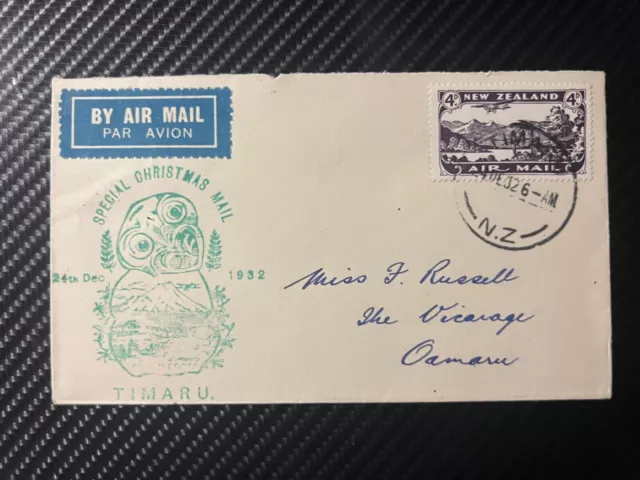 BY AIR MAIL
PAR AVION
SPECIAL CHRISTMAS MAIL
24th Dec 1932
TIMARU.
4D NEW ZEALAND 4D
AIR MAIL
DE 32 6-AM
N.Z
Miss F. Russell
The Vicarage
Oamaru